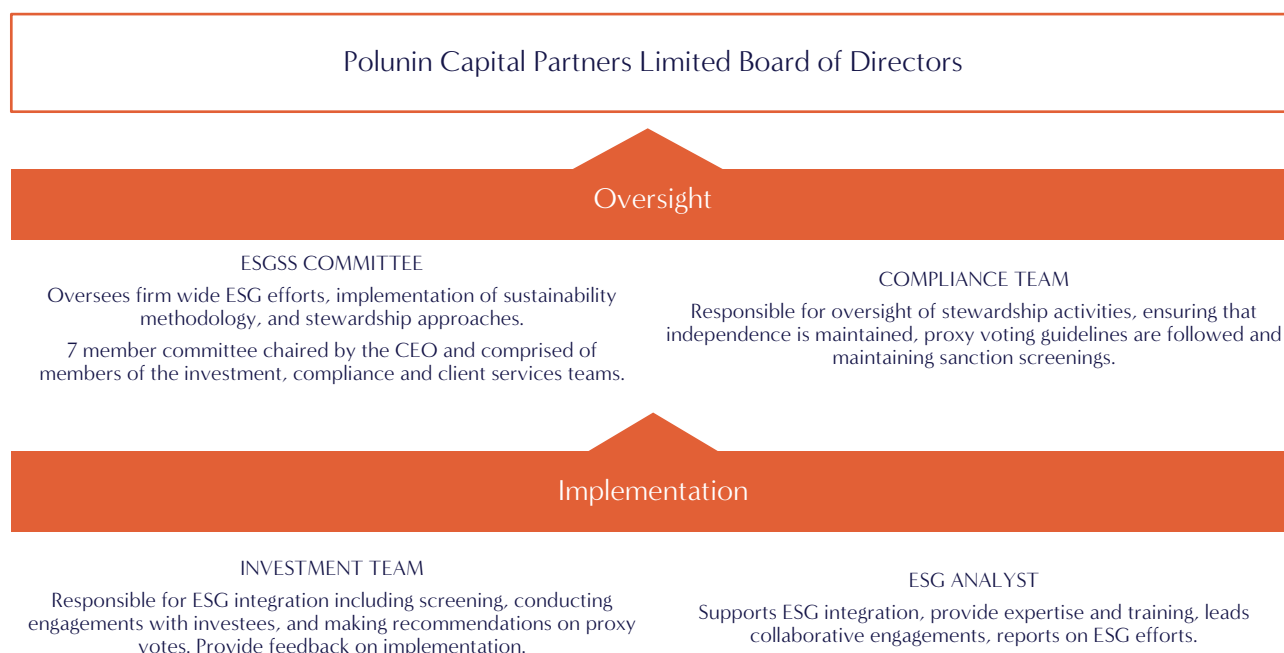 Polunin Capital Partners Limited Board of Directors
Oversight
ESGSS COMMITTEE
Oversees firm wide ESG efforts, implementation of sustainability
methodology, and stewardship approaches.
7 member committee chaired by the CEO and comprised of
members of the investment, compliance and client services teams.
COMPLIANCE TEAM
Responsible for oversight of stewardship activities, ensuring that
independence is maintained, proxy voting guidelines are followed and
maintaining sanction screenings.
Implementation
INVESTMENT TEAM
Responsible for ESG integration including screening, conducting
engagements with investees, and making recommendations on proxy
votes. Provide feedback on implementation.
ESG ANALYST
Supports ESG integration, provide expertise and training, leads
collaborative engagements, reports on ESG efforts.